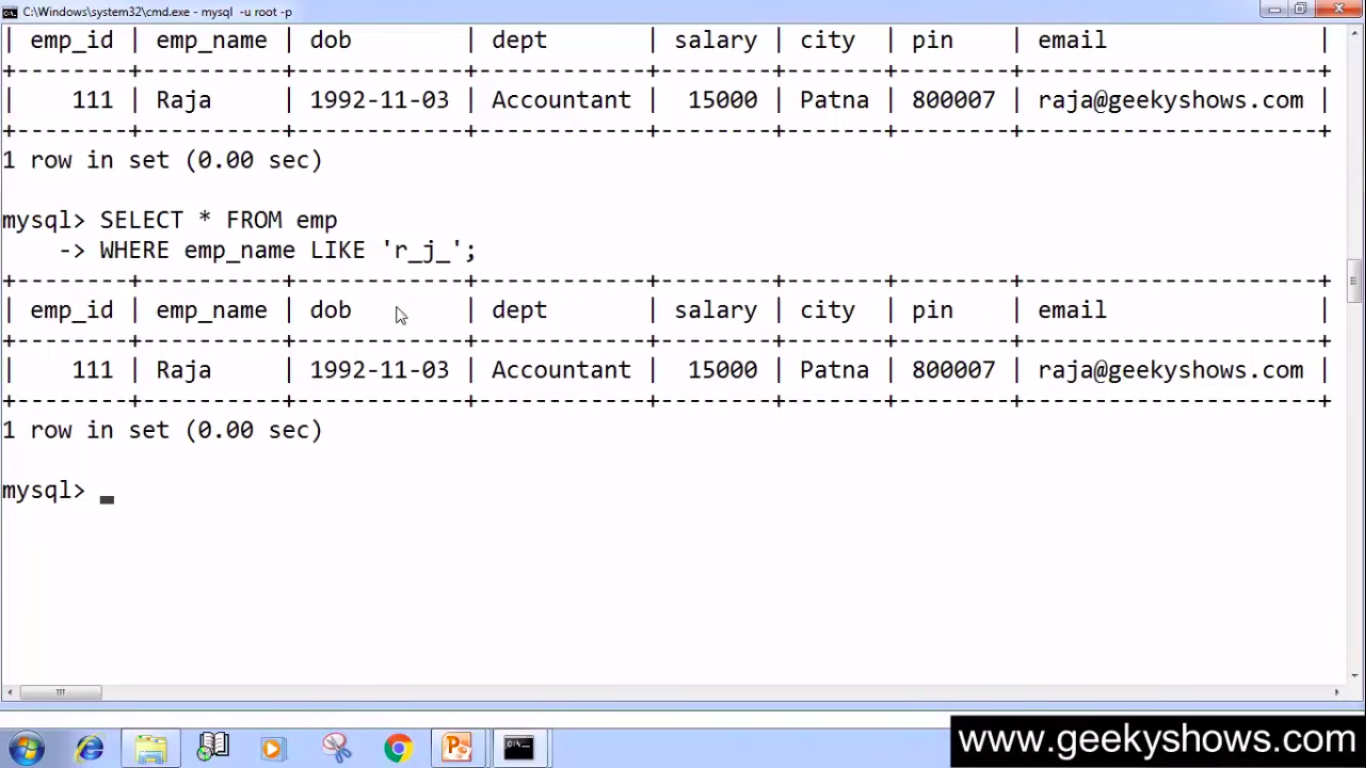 C:\Windows\system32\cmd.exe - mysql  -u root -p
| emp_id | emp_name | dob        | dept       | salary | city  | pin    | email               |
+--------+----------+------------+------------+--------+-------+--------+---------------------+
|    111 | Raja     | 1992-11-03 | Accountant |  15000 | Patna | 800007 | raja@geekyshows.com |
+--------+----------+------------+------------+--------+-------+--------+---------------------+
1 row in set (0.00 sec)
mysql> SELECT * FROM emp
    -> WHERE emp_name LIKE 'r_j_';
+--------+----------+------------+------------+--------+-------+--------+---------------------+
| emp_id | emp_name | dob        | dept       | salary | city  | pin    | email               |
+--------+----------+------------+------------+--------+-------+--------+---------------------+
|    111 | Raja     | 1992-11-03 | Accountant |  15000 | Patna | 800007 | raja@geekyshows.com |
+--------+----------+------------+------------+--------+-------+--------+---------------------+
1 row in set (0.00 sec)
mysql> _
www.geekyshows.com